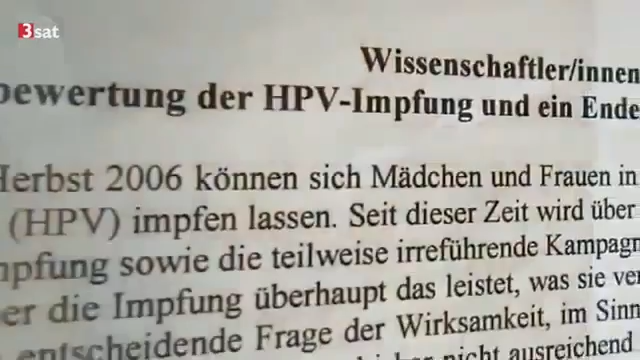 3sat
Wissenschaftler/innen
bewertung der HPV-Impfung und ein Ende
Herbst 2006 können sich Mädchen und Frauen in
(HPV) impfen lassen. Seit dieser Zeit wird über
mpfung sowie die teilweise irreführende Kampagn
er die Impfung überhaupt das leistet, was sie ver
entscheidende Frage der Wirksamkeit, im Sinn
nicht ausreichend